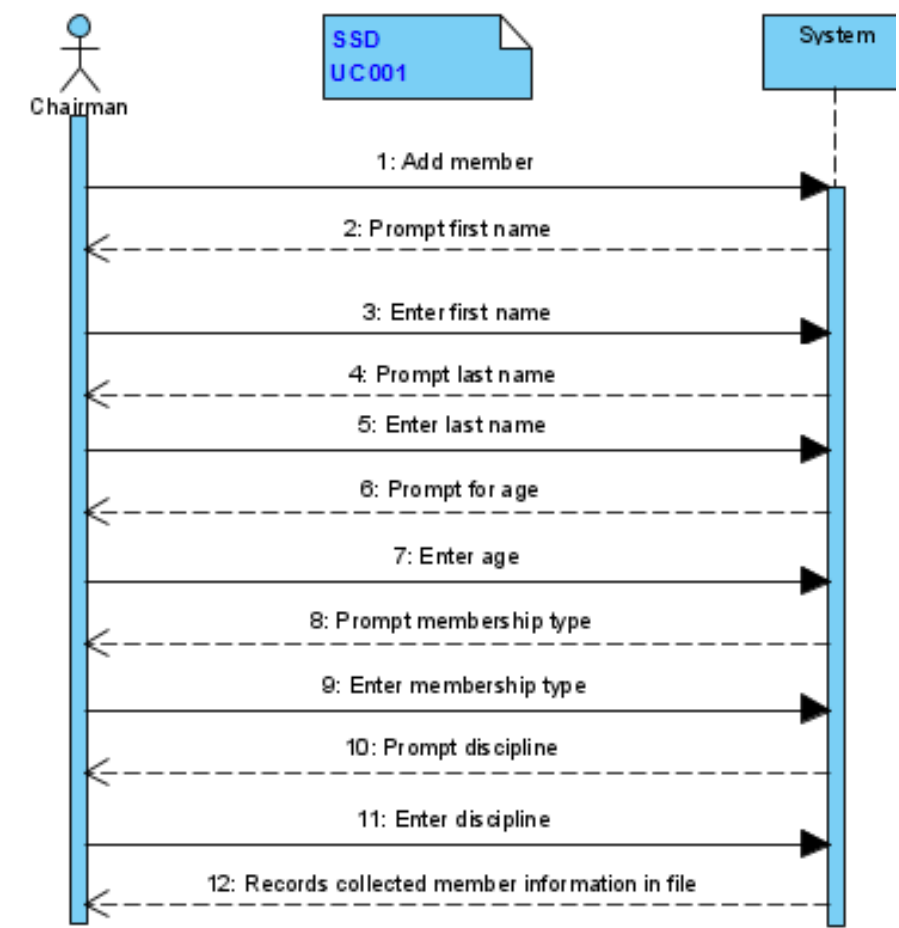 SSD
UC001
System
Chairman
1: Add member
2: Prompt first name
3: Enter first name
4: Prompt last name
5: Enter last name
6: Prompt for age
7: Enter age
8: Prompt membership type
9: Enter membership type
10: Prompt discipline
11: Enter discipline
12: Records collected member information in file